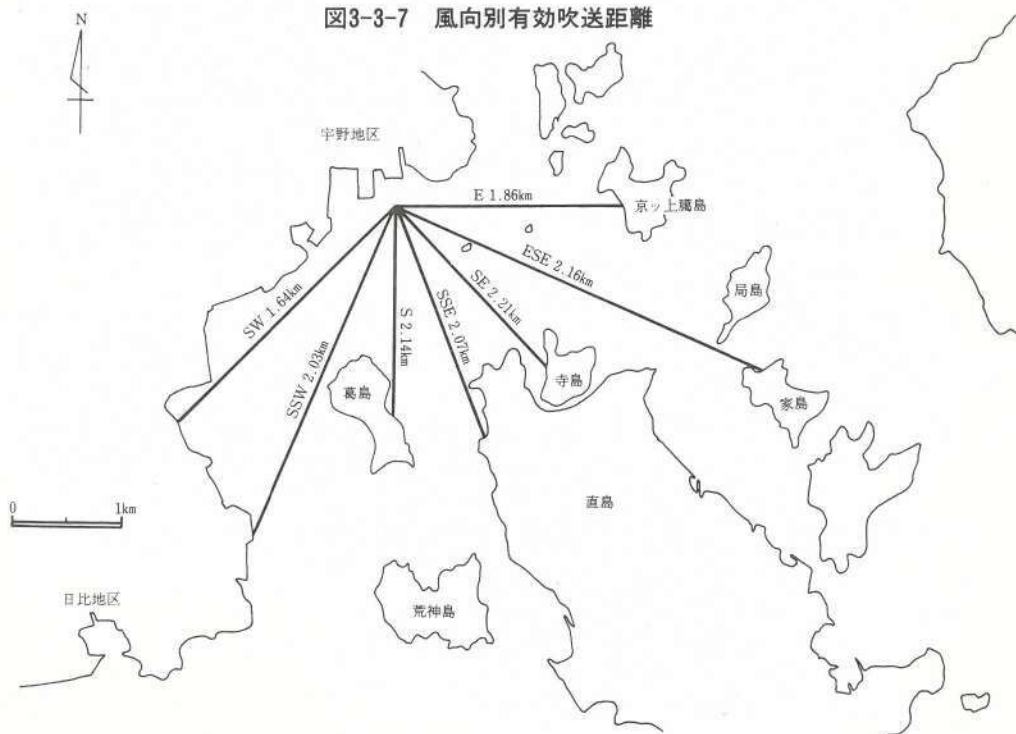 図3-3-7 風向別有効吹送距離
N
宇野地区
E 1.86km
京ッ上臈島
ESE 2.16km
SE 2.21km
SSE 2.07km
S 2.14km
SSW 2.03km
SW 1.64km
局島
葛島
寺島
家島
0 1km
直島
日比地区
荒神島